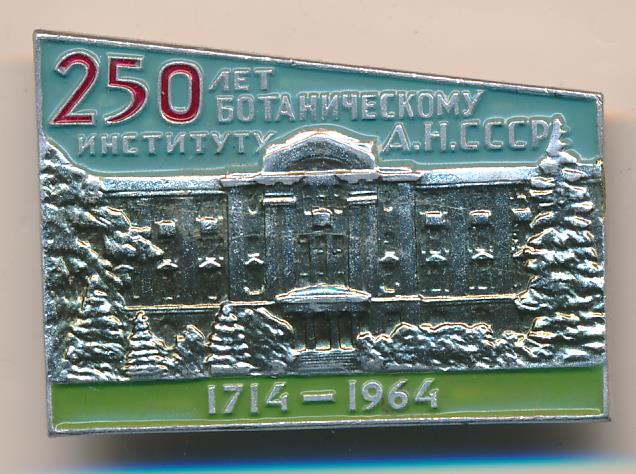 250 ЛЕТ
БОТАНИЧЕСКОМУ
ИНСТИТУТУ А.Н.СССР
1714-1964